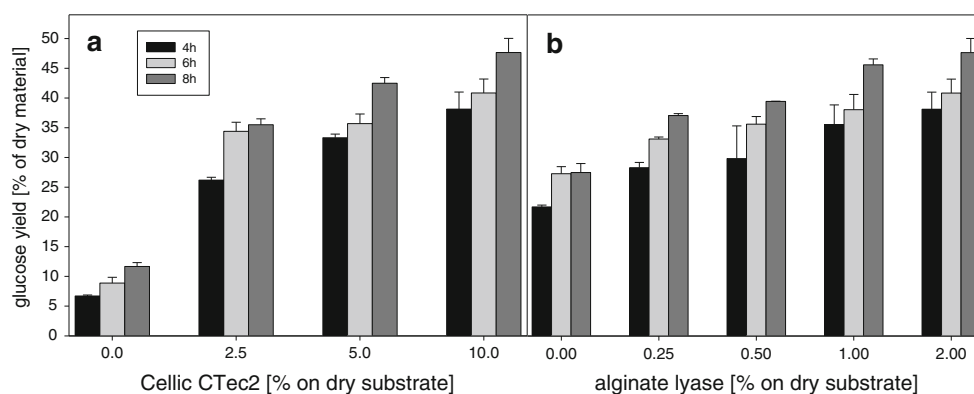 glucose yield [% of dry material]
50
45
40
35
30
25
20
15
10
5
0
a
4h
6h
8h
0.0 2.5 5.0 10.0
Cellic CTec2 [% on dry substrate]
b
0.00 0.25 0.50 1.00 2.00
alginate lyase [% on dry substrate]